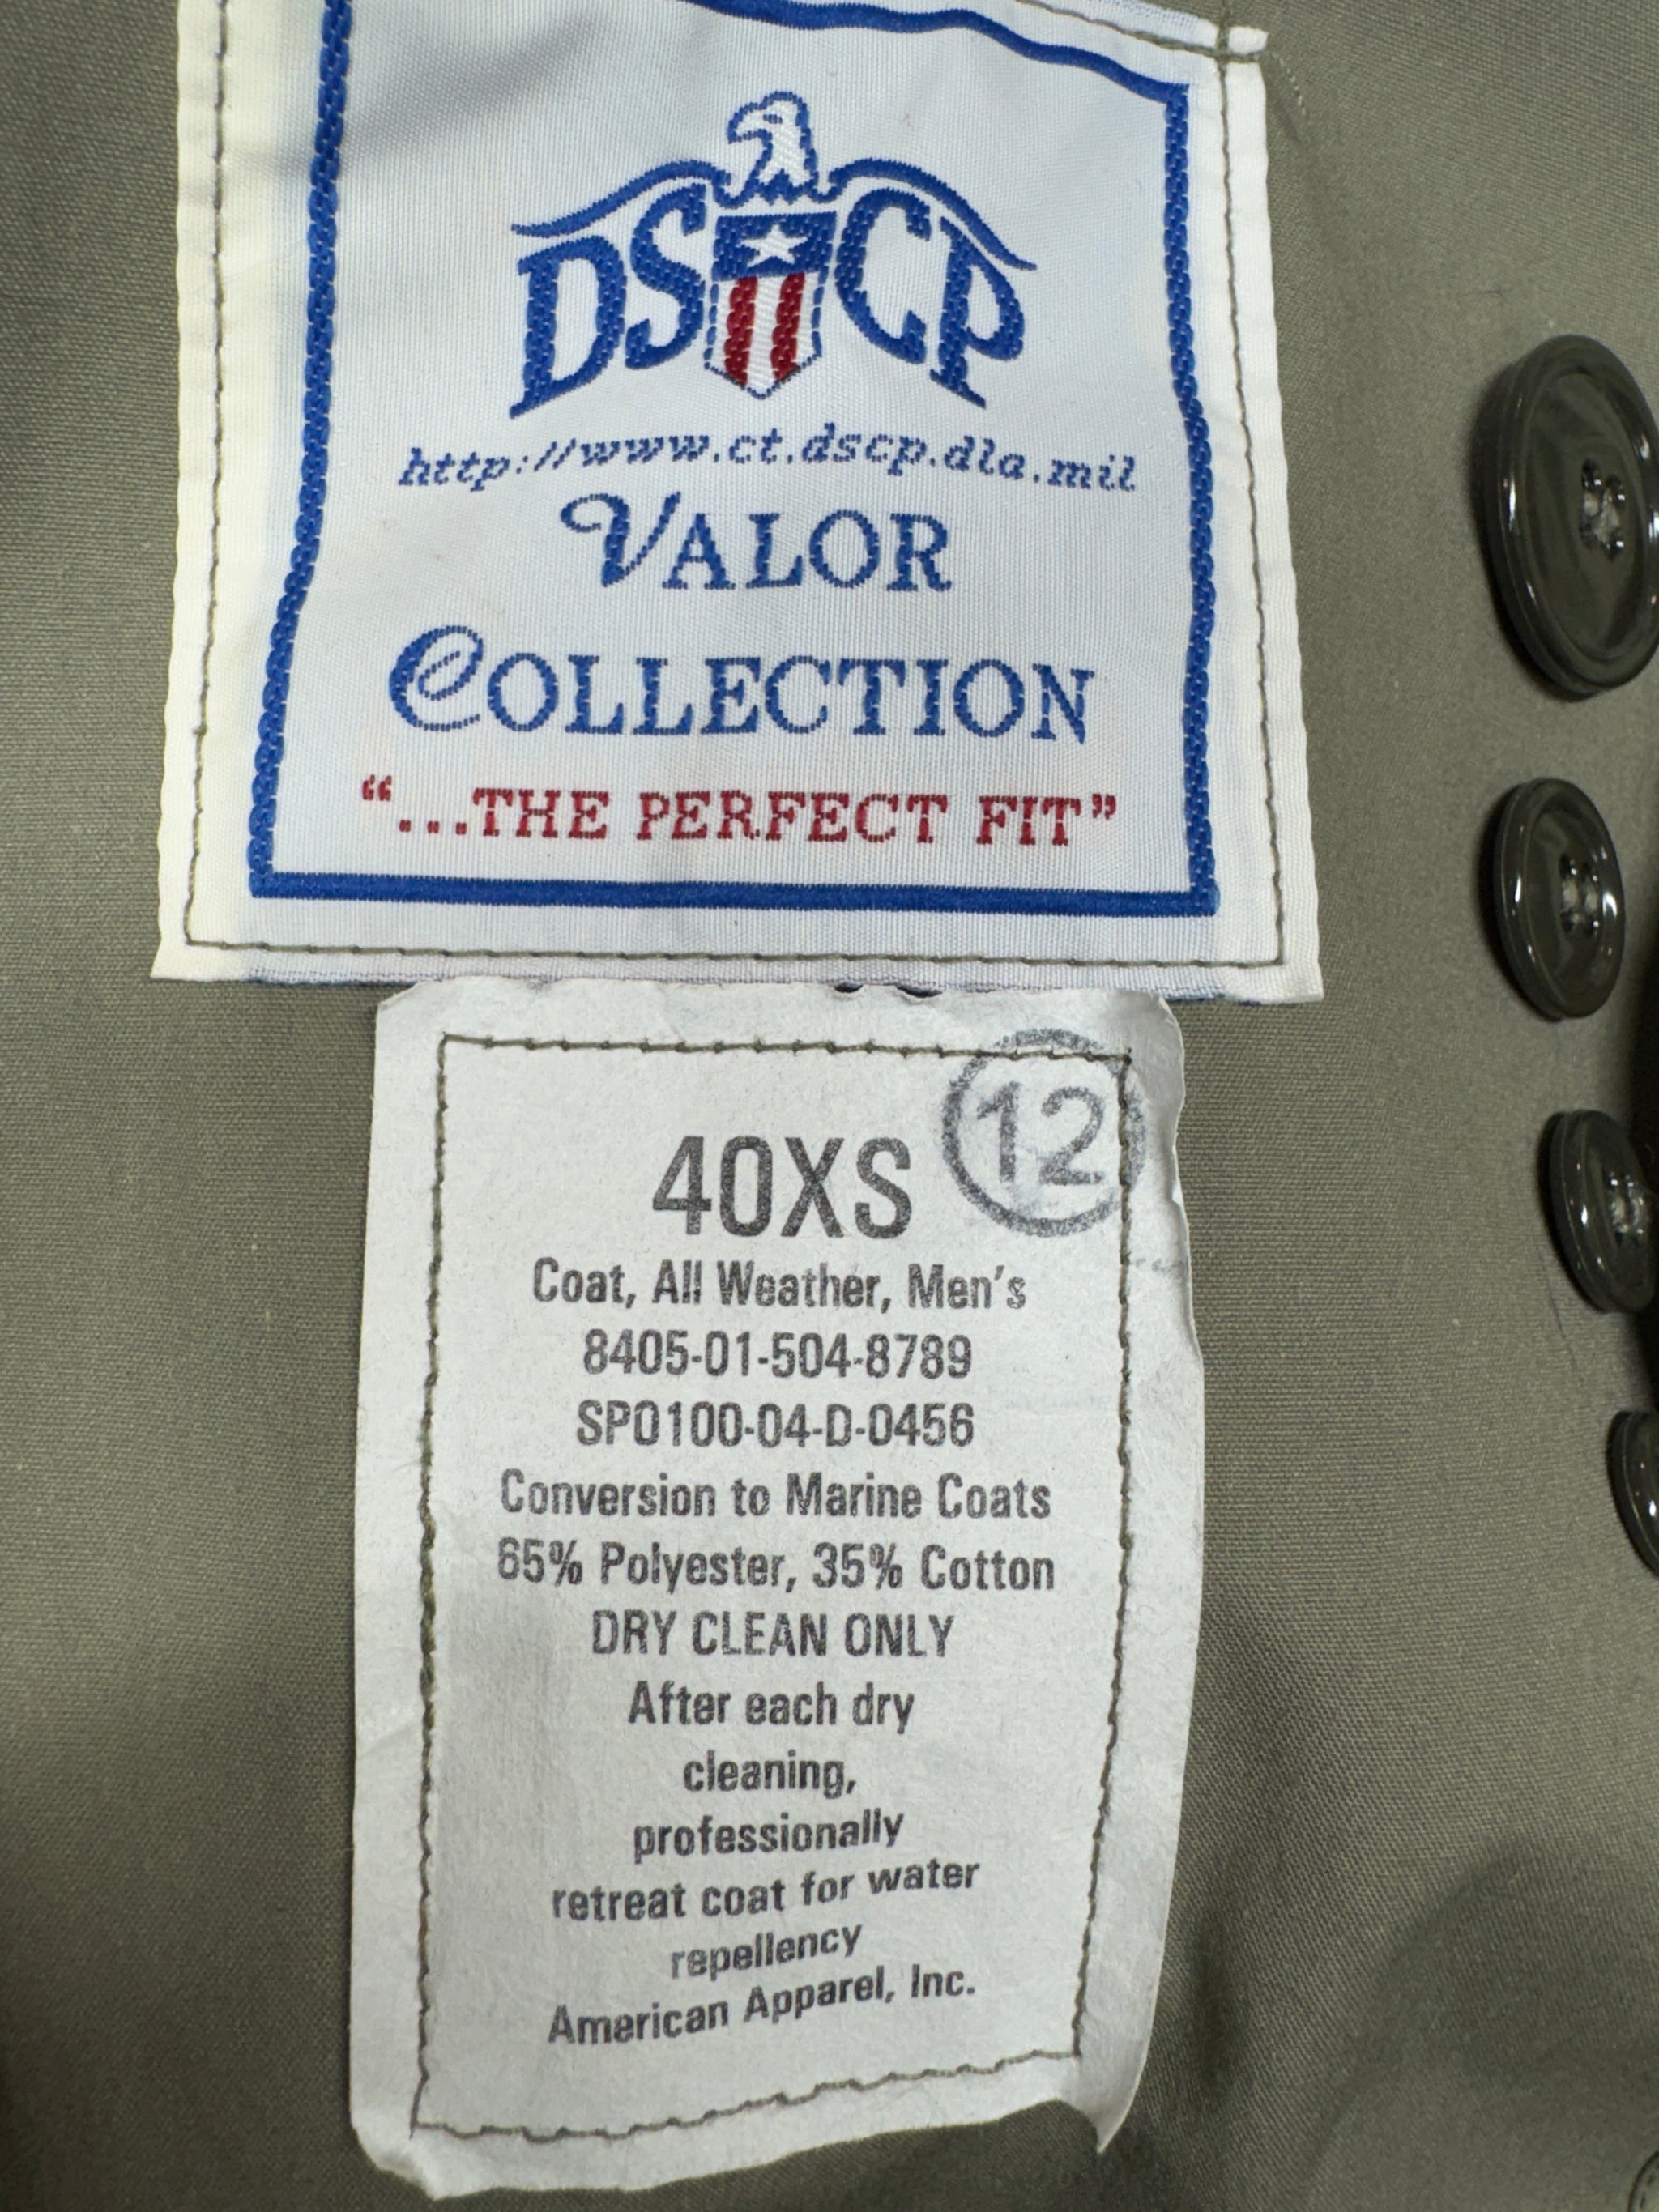 DSCP
http://www.ct.dscp.dla.mil
VALOR
COLLECTION
“...THE PERFECT FIT”
12
40XS
Coat, All Weather, Men's
8405-01-504-8789
SP0100-04-D-0456
Conversion to Marine Coats
65% Polyester, 35% Cotton
DRY CLEAN ONLY
After each dry
cleaning,
professionally
retreat coat for water
repellency
American Apparel, Inc.